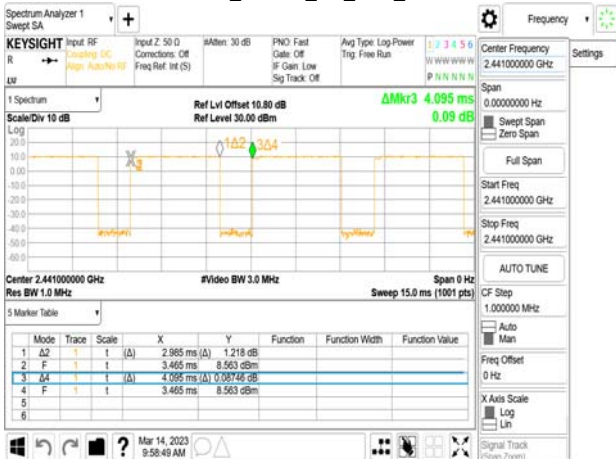 Spectrum Analyzer 1
Swept SA
+
Frequency
KEYSIGHT
R
LXI
Input: RF
Coupling: DC
Align: Auto/No RF
Input Z: 50 Ω
Corrections: Off
Freq Ref: Int (S)
#Atten: 30 dB
PNO: Fast
Gate: Off
IF Gain: Low
Sig Track: Off
Avg Type: Log-Power
Trig: Free Run
1 2 3 4 5 6
W W W W W W
P N N N N N
Center Frequency
2.441000000 GHz
Settings
Span
0.00000000 Hz
Swept Span
Zero Span
Full Span
Start Freq
2.441000000 GHz
Stop Freq
2.441000000 GHz
AUTO TUNE
CF Step
1.000000 MHz
Auto
Man
Freq Offset
0 Hz
X Axis Scale
Log
Lin
Signal Track
(Span Zoom)
1 Spectrum
Scale/Div 10 dB
Ref Lvl Offset 10.80 dB
Ref Level 30.00 dBm
ΔMkr3 4.095 ms
0.09 dB
Log
20.0
10.0
0.00
-10.0
-20.0
-30.0
-40.0
-50.0
-60.0
1Δ2
3Δ4
Center 2.441000000 GHz
Res BW 1.0 MHz
#Video BW 3.0 MHz
Span 0 Hz
Sweep 15.0 ms (1001 pts)
5 Marker Table
Mode Trace Scale X Y Function Function Width Function Value
1 Δ2 1 t (Δ) 2.985 ms (Δ) 1.218 dB
2 F 1 t 3.465 ms 8.563 dBm
3 Δ4 1 t (Δ) 4.095 ms (Δ) 0.08746 dB
4 F 1 t 3.465 ms 8.563 dBm
5
6
Mar 14, 2023
9:58:49 AM